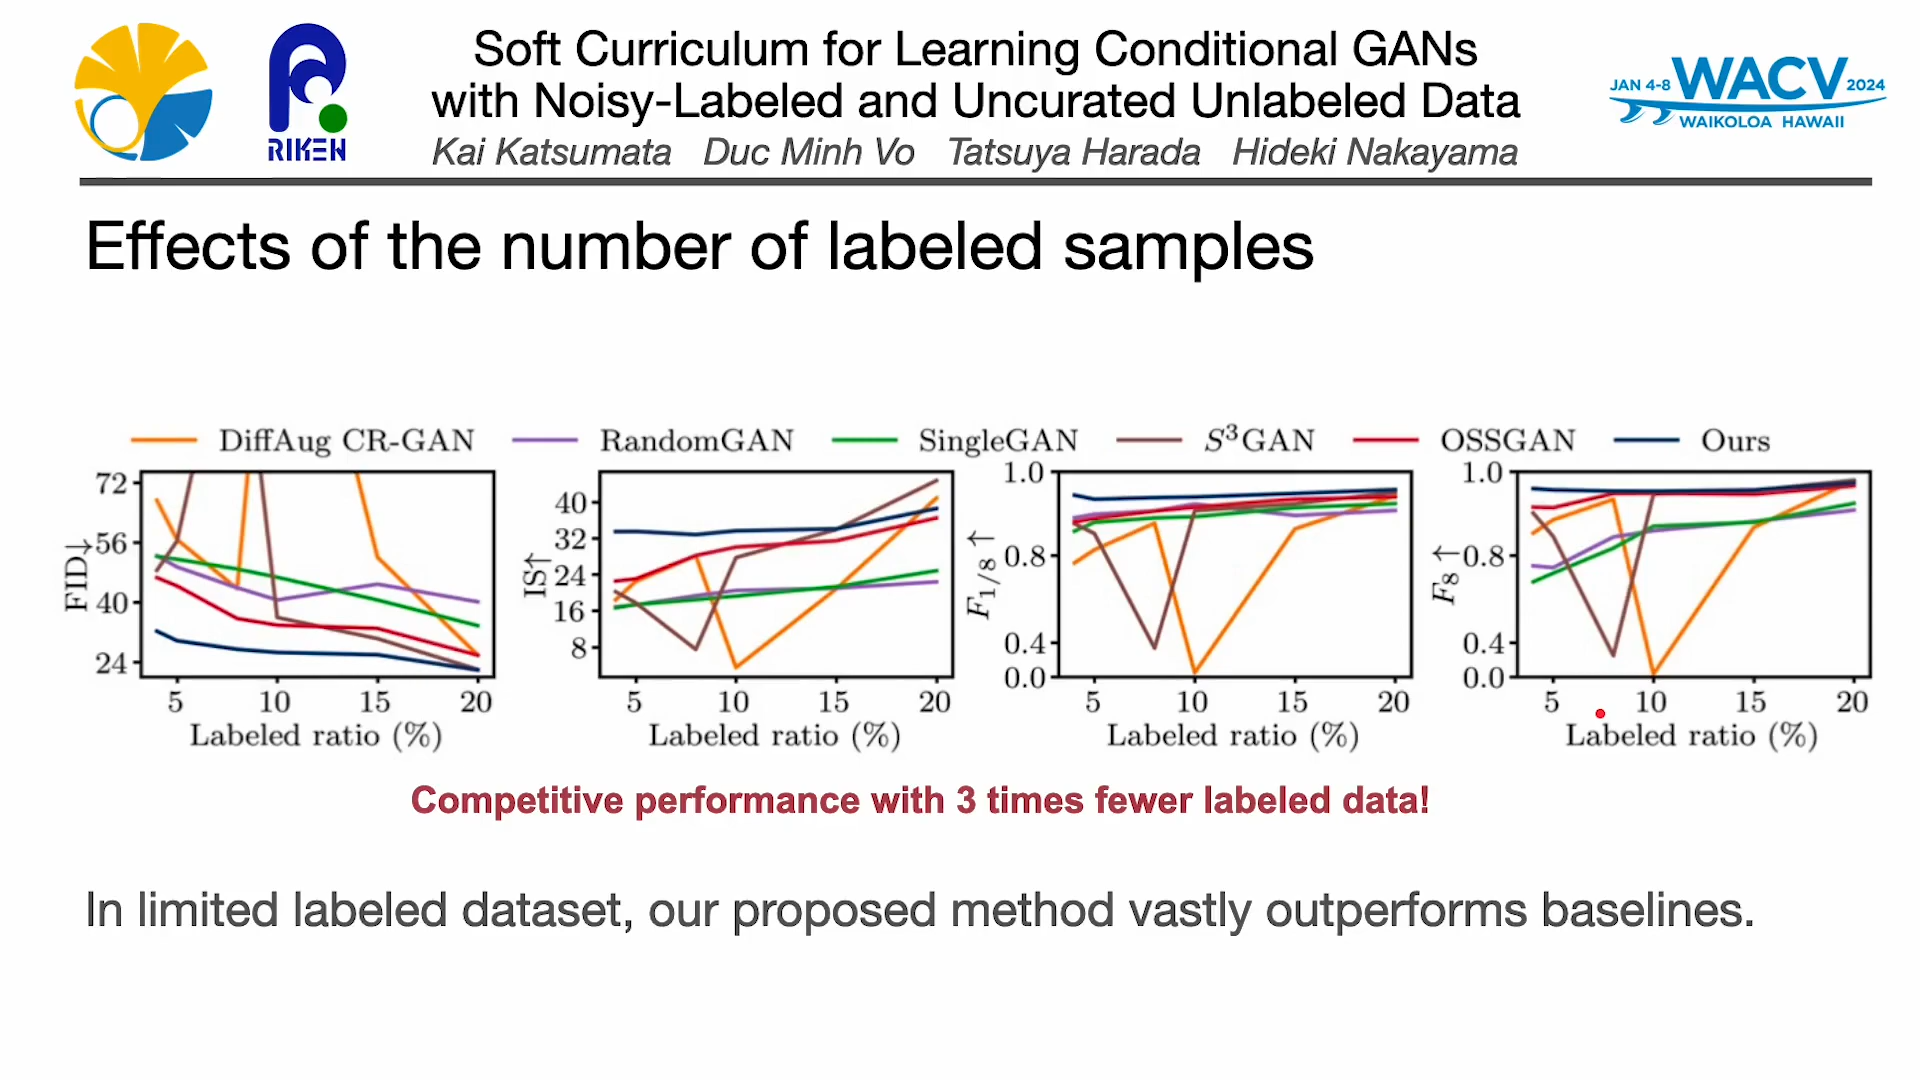 Soft Curriculum for Learning Conditional GANs
with Noisy-Labeled and Uncurated Unlabeled Data
Kai Katsumata Duc Minh Vo Tatsuya Harada Hideki Nakayama
RIKEN
JAN 4-8 WACV 2024
WAIKOLOA HAWAII
Effects of the number of labeled samples
DiffAug CR-GAN RandomGAN SingleGAN S³GAN OSSGAN Ours
FID↓
72
56
40
24
5 10 15 20
Labeled ratio (%)
IS↑
40
32
24
16
8
5 10 15 20
Labeled ratio (%)
F1/8 ↑
1.0
0.8
0.4
0.0
5 10 15 20
Labeled ratio (%)
F8 ↑
1.0
0.8
0.4
0.0
5 10 15 20
Labeled ratio (%)
Competitive performance with 3 times fewer labeled data!
In limited labeled dataset, our proposed method vastly outperforms baselines.